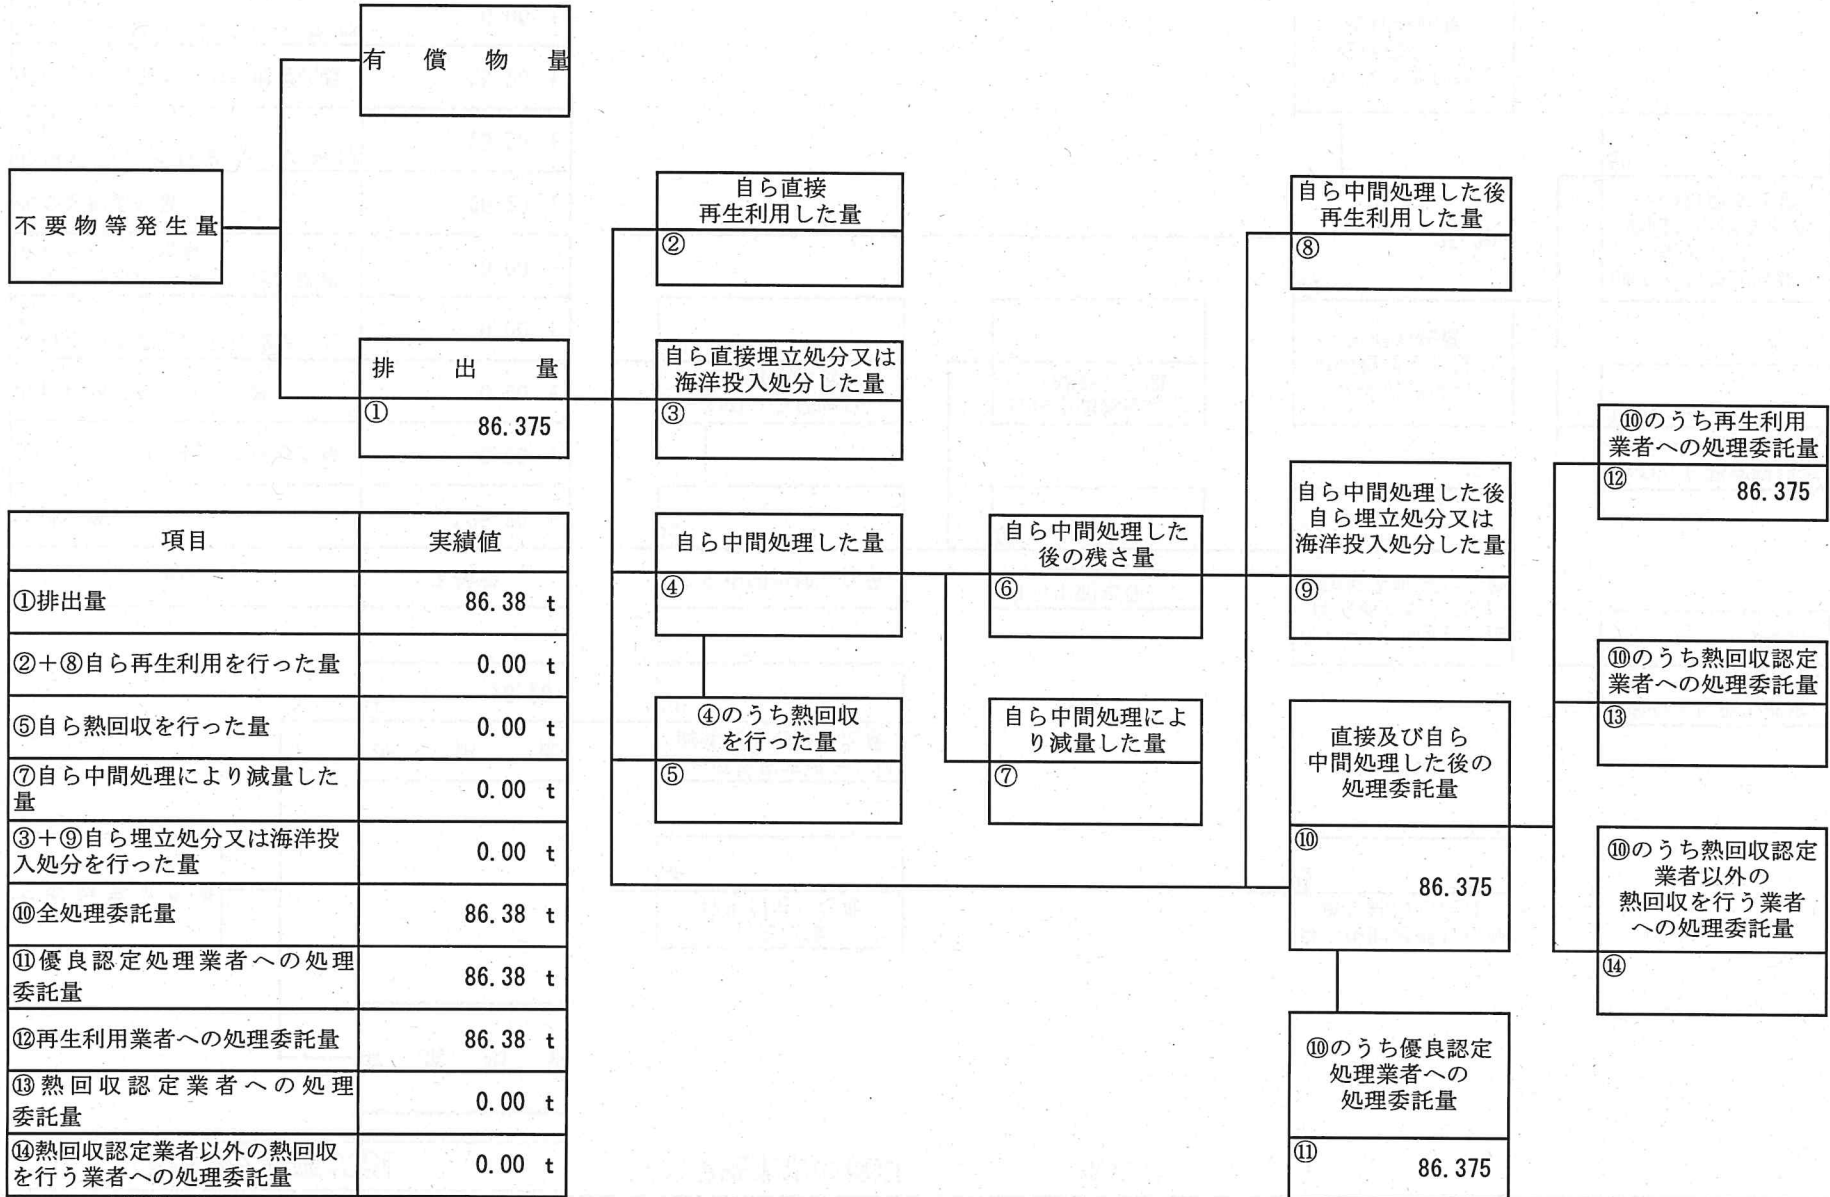 有償物量
不要物等発生量
排出量
① 86.375
自ら直接
再生利用した量
②
自ら直接埋立処分又は
海洋投入処分した量
③
自ら中間処理した量
④
④のうち熱回収
を行った量
⑤
自ら中間処理した
後の残さ量
⑥
自ら中間処理によ
り減量した量
⑦
自ら中間処理した後
再生利用した量
⑧
自ら中間処理した後
自ら埋立処分又は
海洋投入処分した量
⑨
直接及び自ら
中間処理した後の
処理委託量
⑩
86.375
⑩のうち優良認定
処理業者への
処理委託量
⑪
86.375
⑩のうち再生利用
業者への処理委託量
⑫ 86.375
⑩のうち熱回収認定
業者への処理委託量
⑬
⑩のうち熱回収認定
業者以外の
熱回収を行う業者
への処理委託量
⑭
項目 実績値
①排出量 86.38 t
②+⑧自ら再生利用を行った量 0.00 t
⑤自ら熱回収を行った量 0.00 t
⑦自ら中間処理により減量した
量 0.00 t
③+⑨自ら埋立処分又は海洋投
入処分を行った量 0.00 t
⑩全処理委託量 86.38 t
⑪優良認定処理業者への処理
委託量 86.38 t
⑫再生利用業者への処理委託量 86.38 t
⑬熱回収認定業者への処理
委託量 0.00 t
⑭熱回収認定業者以外の熱回収
を行う業者への処理委託量 0.00 t